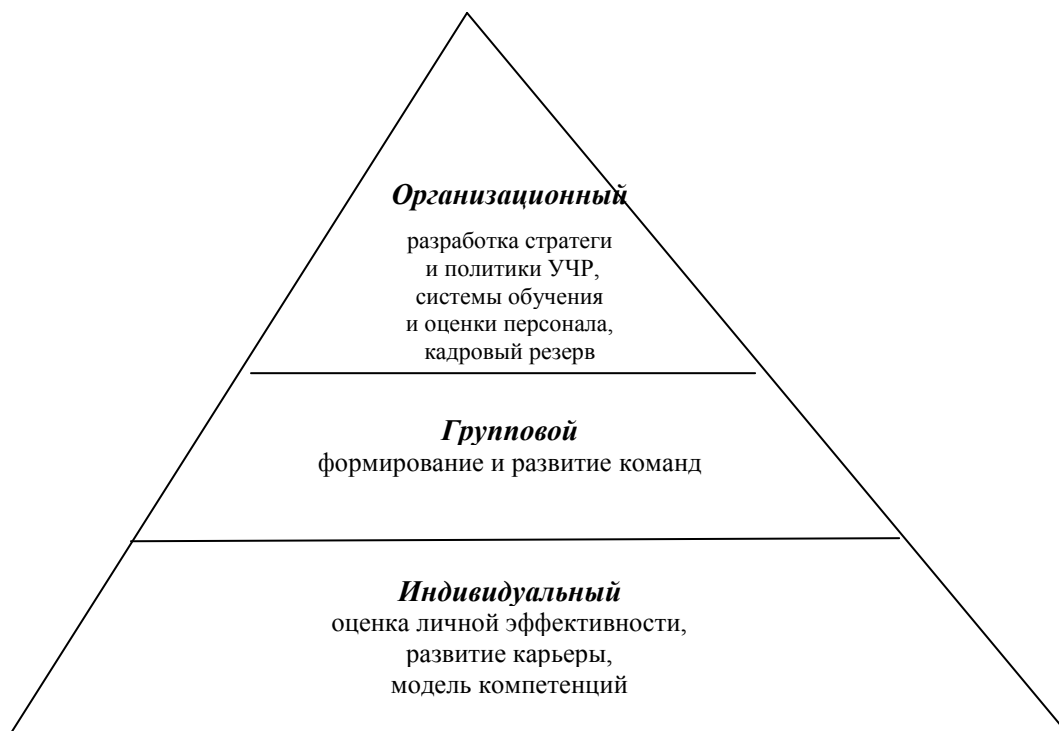 Организационный
разработка стратеги
и политики УЧР,
системы обучения
и оценки персонала,
кадровый резерв
Групповой
формирование и развитие команд
Индивидуальный
оценка личной эффективности,
развитие карьеры,
модель компетенций